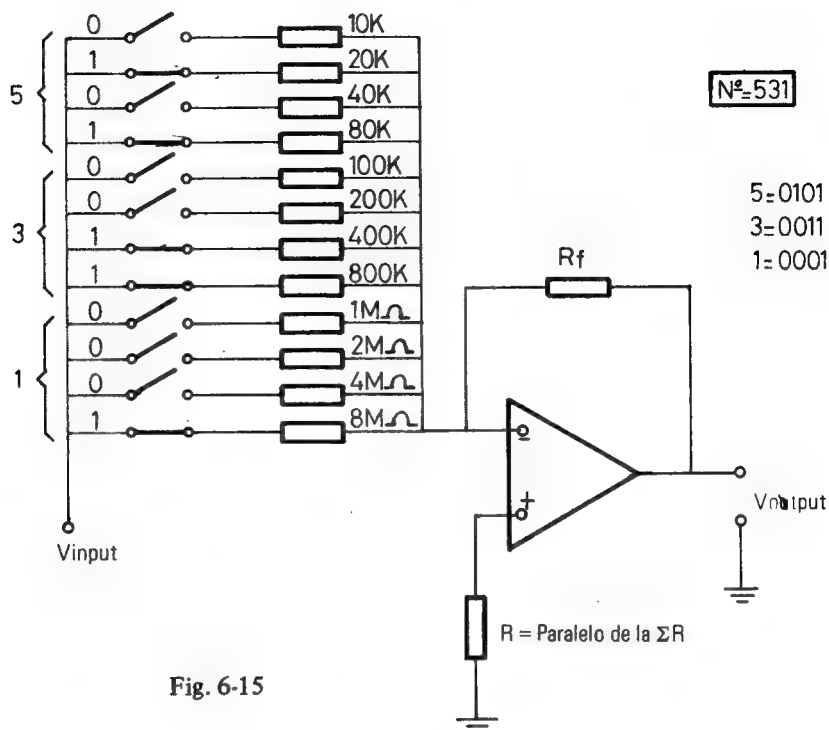 0 10K
1 20K
5 0 40K
1 80K
0 100K
0 200K
3 1 400K
1 800K
0 1MΩ
0 2MΩ
1 0 4MΩ
1 8MΩ
Vinput
Nº=531
5=0101
3=0011
1=0001
Rf
-
+
Voutput
R = Paralelo de la ΣR
Fig. 6-15